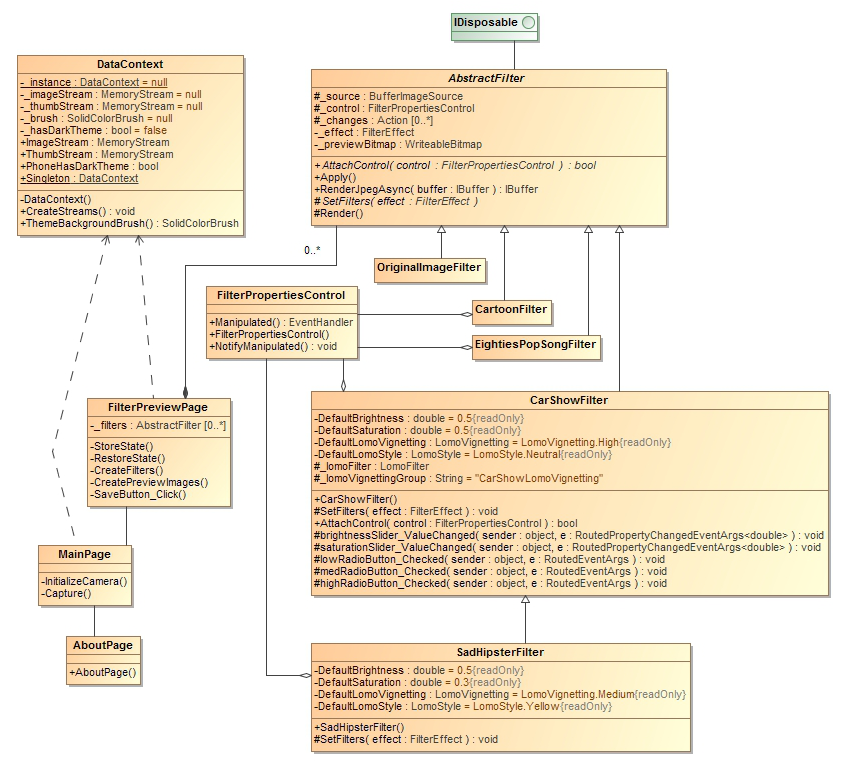 IDisposable
DataContext
-_instance : DataContext = null
-_imageStream : MemoryStream = null
-_thumbStream : MemoryStream = null
-_brush : SolidColorBrush = null
-_hasDarkTheme : bool = false
+ImageStream : MemoryStream
+ThumbStream : MemoryStream
+PhoneHasDarkTheme : bool
+Singleton : DataContext
-DataContext()
+CreateStreams() : void
+ThemeBackgroundBrush() : SolidColorBrush
AbstractFilter
#_source : BufferImageSource
#_control : FilterPropertiesControl
#_changes : Action [0..*]
-_effect : FilterEffect
-_previewBitmap : WriteableBitmap
+AttachControl( control : FilterPropertiesControl ) : bool
+Apply()
+RenderJpegAsync( buffer : IBuffer ) : IBuffer
#SetFilters( effect : FilterEffect )
#Render()
0..*
OriginalImageFilter
FilterPropertiesControl
+Manipulated() : EventHandler
+FilterPropertiesControl()
+NotifyManipulated() : void
CartoonFilter
EightiesPopSongFilter
FilterPreviewPage
-_filters : AbstractFilter [0..*]
-StoreState()
-RestoreState()
-CreateFilters()
-CreatePreviewImages()
-SaveButton_Click()
CarShowFilter
-DefaultBrightness : double = 0.5{readOnly}
-DefaultSaturation : double = 0.5{readOnly}
-DefaultLomoVignetting : LomoVignetting = LomoVignetting.High{readOnly}
-DefaultLomoStyle : LomoStyle = LomoStyle.Neutral{readOnly}
#_lomoFilter : LomoFilter
#_lomoVignettingGroup : String = "CarShowLomoVignetting"
+CarShowFilter()
#SetFilters( effect : FilterEffect ) : void
+AttachControl( control : FilterPropertiesControl ) : bool
#brightnessSlider_ValueChanged( sender : object, e : RoutedPropertyChangedEventArgs<double> ) : void
#saturationSlider_ValueChanged( sender : object, e : RoutedPropertyChangedEventArgs<double> ) : void
#lowRadioButton_Checked( sender : object, e : RoutedEventArgs ) : void
#medRadioButton_Checked( sender : object, e : RoutedEventArgs ) : void
#highRadioButton_Checked( sender : object, e : RoutedEventArgs ) : void
MainPage
-InitializeCamera()
-Capture()
AboutPage
+AboutPage()
SadHipsterFilter
-DefaultBrightness : double = 0.5{readOnly}
-DefaultSaturation : double = 0.3{readOnly}
-DefaultLomoVignetting : LomoVignetting = LomoVignetting.Medium{readOnly}
-DefaultLomoStyle : LomoStyle = LomoStyle.Yellow{readOnly}
+SadHipsterFilter()
#SetFilters( effect : FilterEffect ) : void